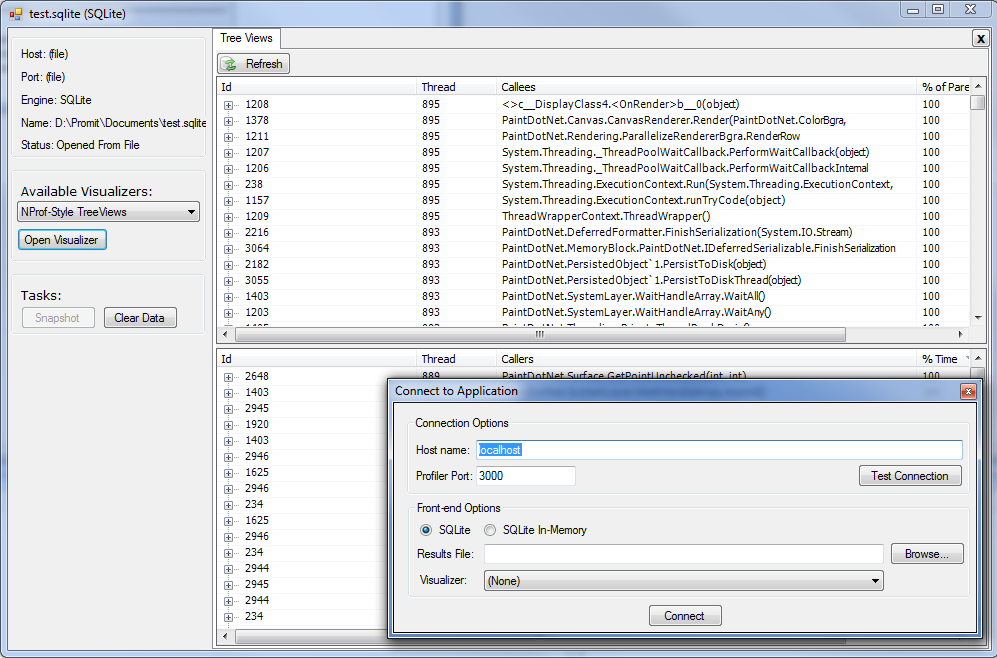 test.sqlite (SQLite)
Host: (file)
Port: (file)
Engine: SQLite
Name: D:\Promit\Documents\test.sqlite
Status: Opened From File
Available Visualizers:
NProf-Style TreeViews
Open Visualizer
Tasks:
Snapshot
Clear Data
Tree Views
Refresh
Id Thread Callees % of Pare
1208 895 <>c__DisplayClass4.<OnRender>b__0(object) 100
1378 895 PaintDotNet.Canvas.CanvasRenderer.Render(PaintDotNet.ColorBgra, 100
1211 895 PaintDotNet.Rendering.ParallelizeRendererBgra.RenderRow 100
1207 895 System.Threading._ThreadPoolWaitCallback.PerformWaitCallback(object) 100
1206 895 System.Threading._ThreadPoolWaitCallback.PerformWaitCallbackInternal 100
238 895 System.Threading.ExecutionContext.Run(System.Threading.ExecutionContext, 100
1157 895 System.Threading.ExecutionContext.runTryCode(object) 100
1209 895 ThreadWrapperContext.ThreadWrapper() 100
2216 893 PaintDotNet.DeferredFormatter.FinishSerialization(System.IO.Stream) 100
3064 893 PaintDotNet.MemoryBlock.PaintDotNet.IDeferredSerializable.FinishSerialization 100
2182 893 PaintDotNet.PersistedObject`1.PersistToDisk(object) 100
3055 893 PaintDotNet.PersistedObject`1.PersistToDiskThread(object) 100
1403 893 PaintDotNet.SystemLayer.WaitHandleArray.WaitAll() 100
1203 893 PaintDotNet.SystemLayer.WaitHandleArray.WaitAny() 100
Id Thread Callers % Time
2648 889 PaintDotNet.Surface.GetPointUnchecked(int, int) 100
1403
2945
1920
1403
2946
1625
2946
234
1625
2946
234
2944
2945
2944
234
Connect to Application
Connection Options
Host name: localhost
Profiler Port: 3000
Test Connection
Front-end Options
SQLite SQLite In-Memory
Results File:
Browse...
Visualizer: (None)
Connect